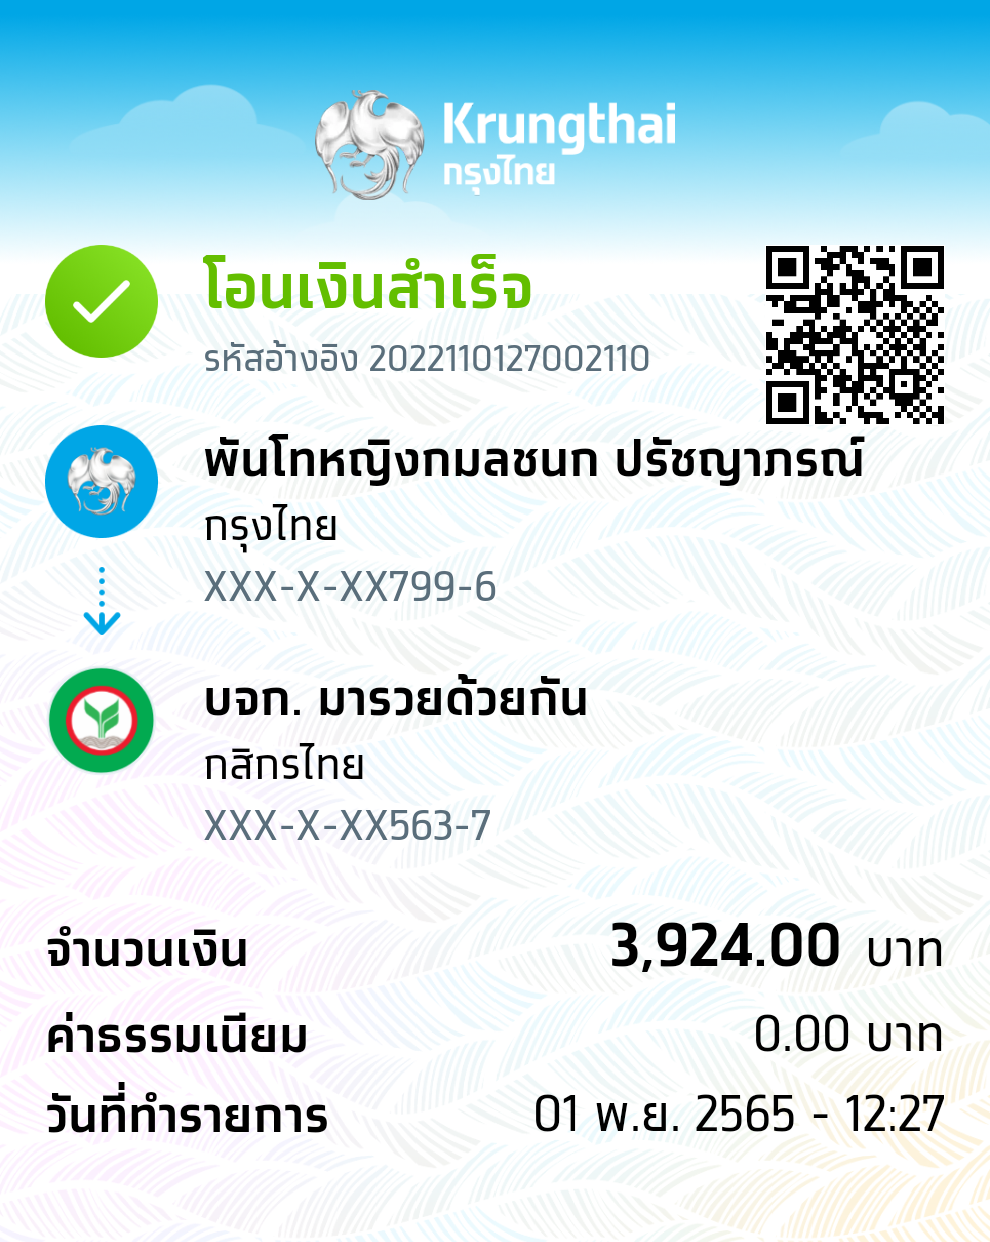 Krungthai
กรุงไทย
โอนเงินสำเร็จ
รหัสอ้างอิง 2022110127002110
พันโทหญิงกมลชนก ปรัชญาภรณ์
กรุงไทย
XXX-X-XX799-6
บจก. มารวยด้วยกัน
กสิกรไทย
XXX-X-XX563-7
จำนวนเงิน 3,924.00 บาท
ค่าธรรมเนียม 0.00 บาท
วันที่ทำรายการ 01 พ.ย. 2565 - 12:27